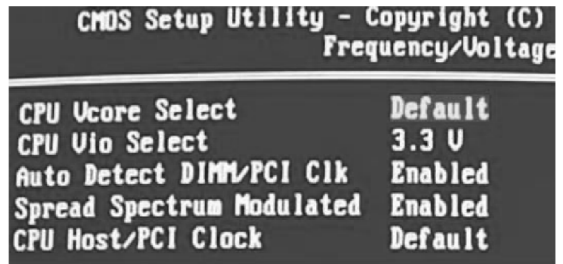 CMOS Setup Utility - Copyright (C)
Frequency/Voltage
CPU Vcore Select Default
CPU Vio Select 3.3 V
Auto Detect DIMM/PCI Clk Enabled
Spread Spectrum Modulated Enabled
CPU Host/PCI Clock Default